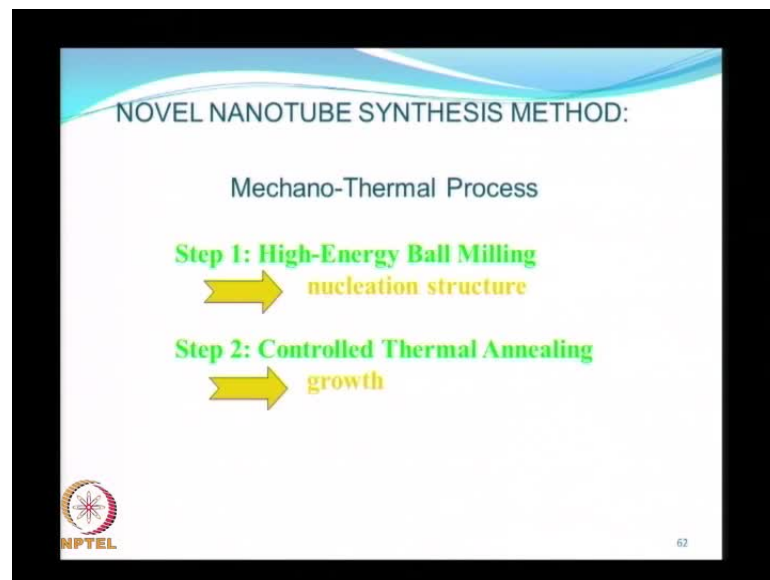 NOVEL NANOTUBE SYNTHESIS METHOD:
Mechano-Thermal Process
Step 1: High-Energy Ball Milling
nucleation structure
Step 2: Controlled Thermal Annealing
growth
NPTEL
62